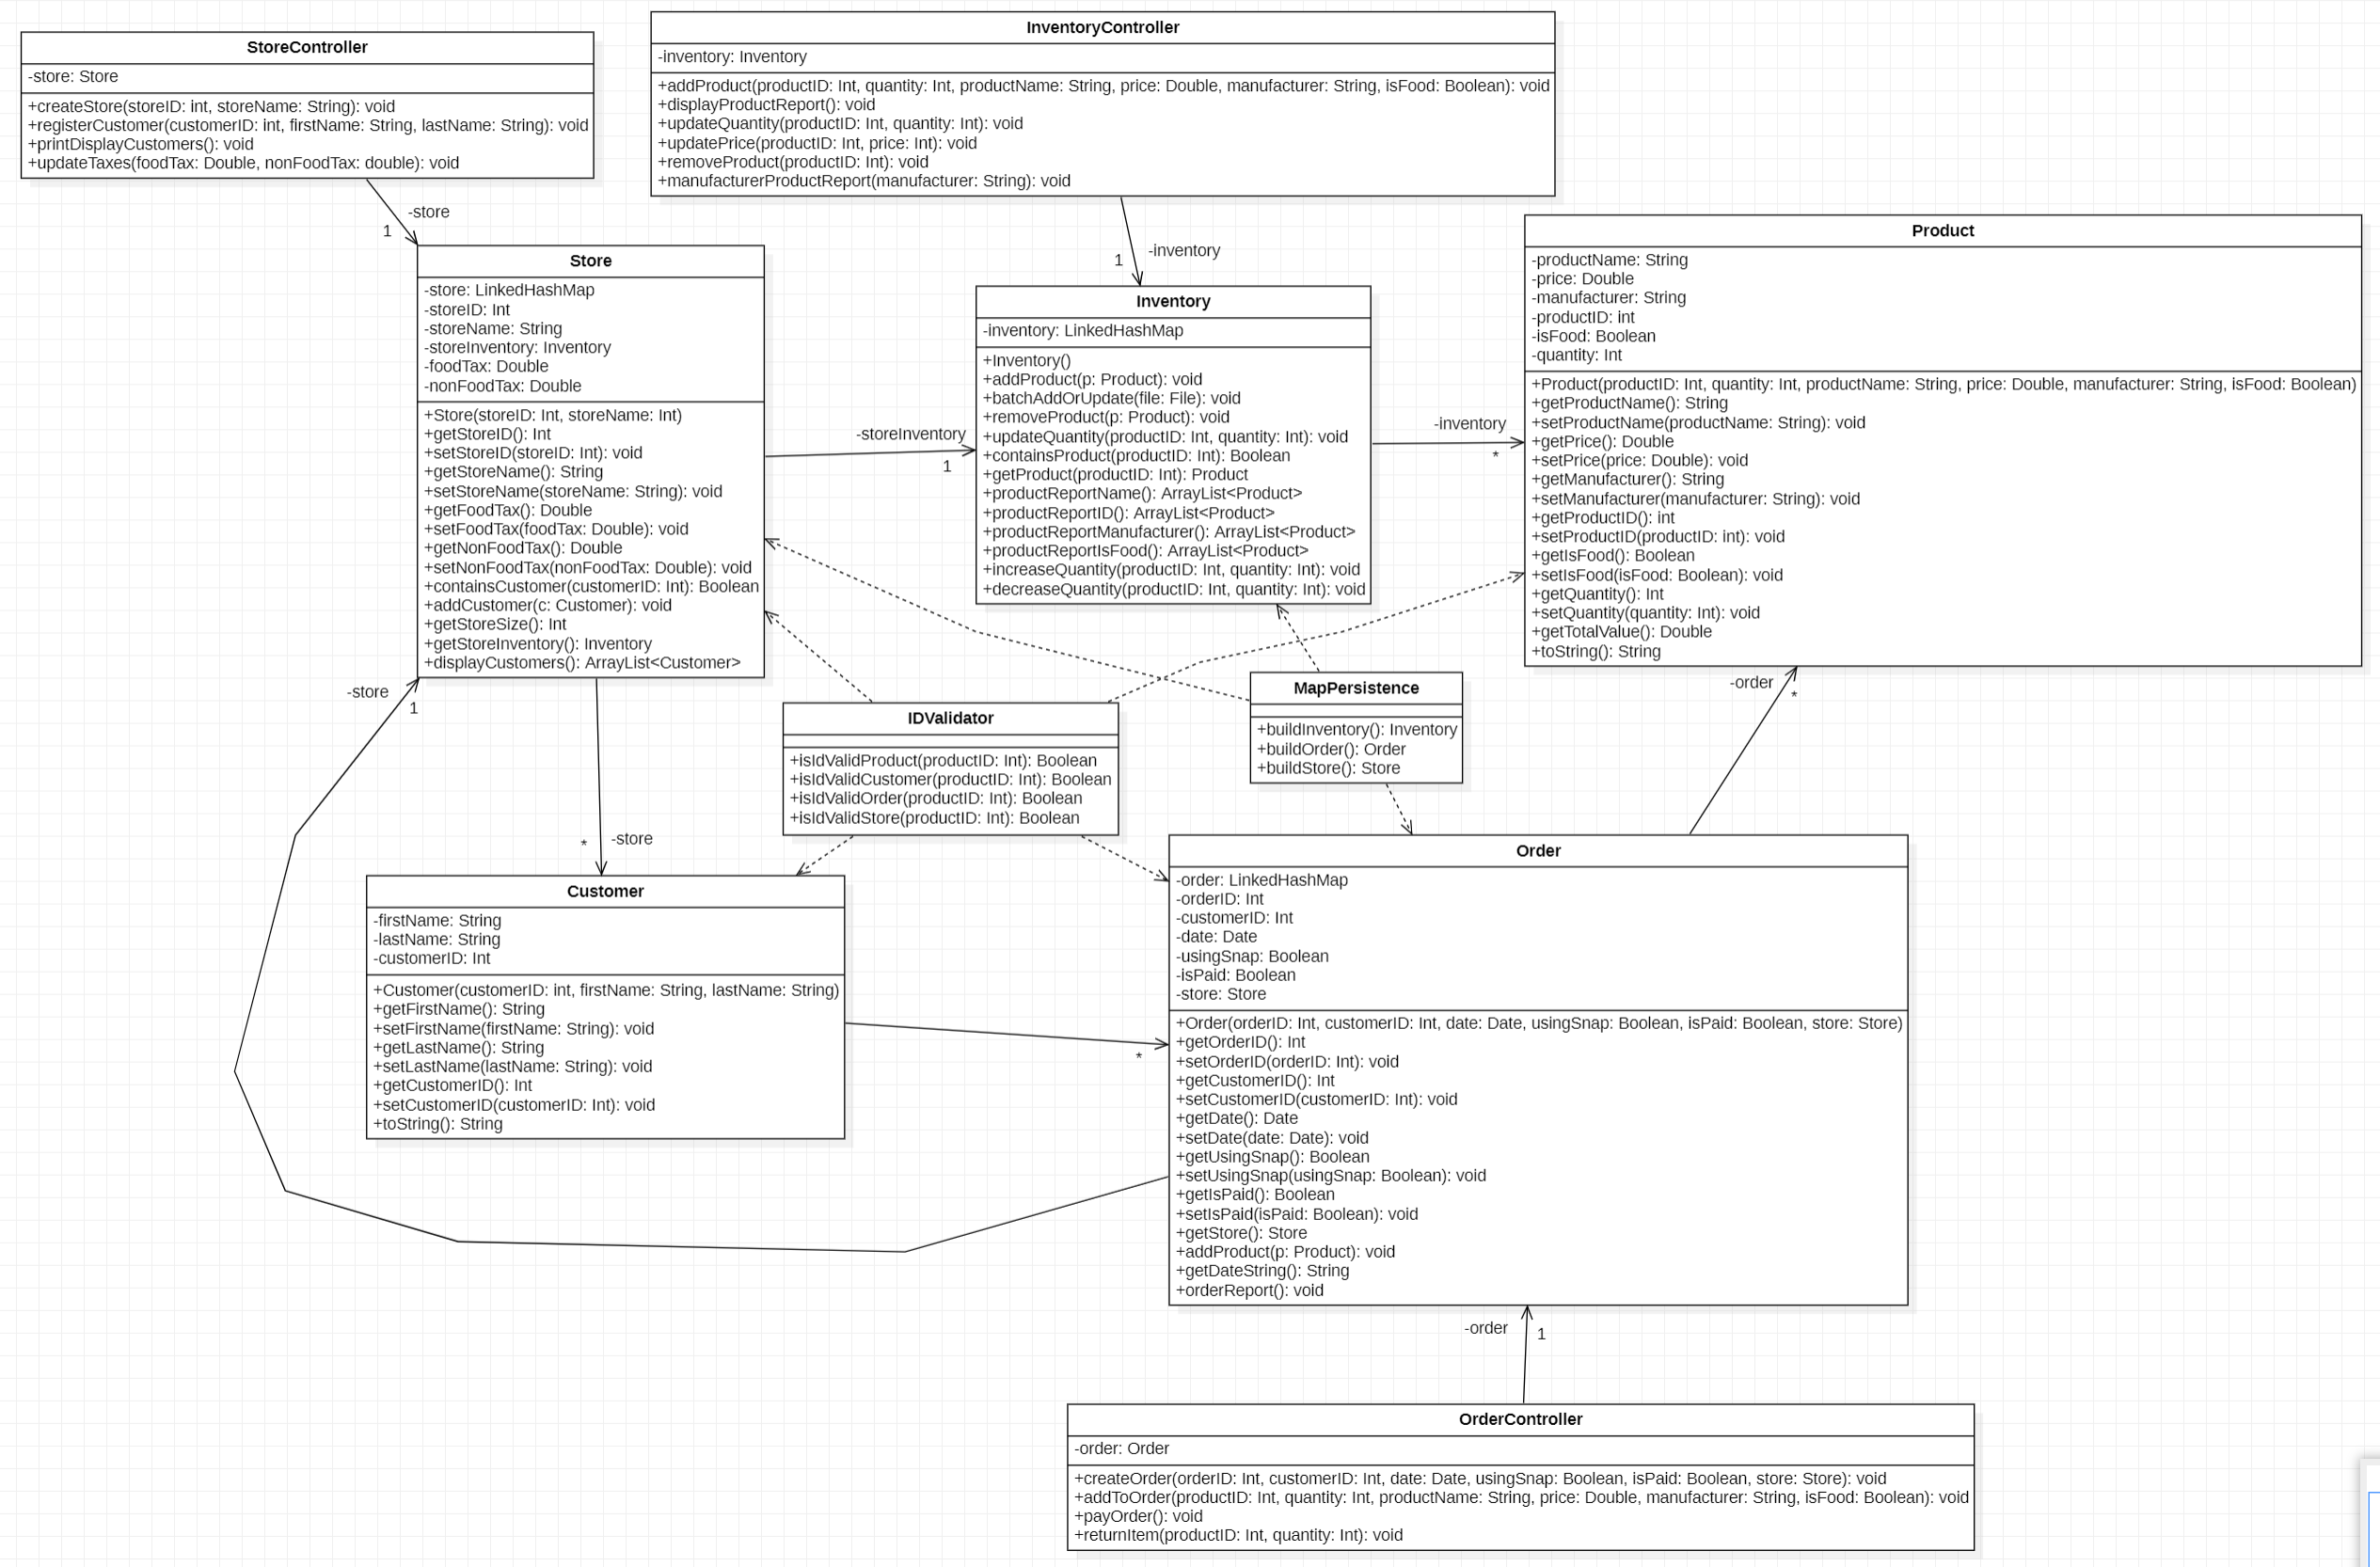 StoreController
-store: Store
+createStore(storeID: int, storeName: String): void
+registerCustomer(customerID: int, firstName: String, lastName: String): void
+printDisplayCustomers(): void
+updateTaxes(foodTax: Double, nonFoodTax: double): void
InventoryController
-inventory: Inventory
+addProduct(productID: Int, quantity: Int, productName: String, price: Double, manufacturer: String, isFood: Boolean): void
+displayProductReport(): void
+updateQuantity(productID: Int, quantity: Int): void
+updatePrice(productID: Int, price: Int): void
+removeProduct(productID: Int): void
+manufacturerProductReport(manufacturer: String): void
-store
1
-inventory
1
Store
-store: LinkedHashMap
-storeID: Int
-storeName: String
-storeInventory: Inventory
-foodTax: Double
-nonFoodTax: Double
+Store(storeID: Int, storeName: Int)
+getStoreID(): Int
+setStoreID(storeID: Int): void
+getStoreName(): String
+setStoreName(storeName: String): void
+getFoodTax(): Double
+setFoodTax(foodTax: Double): void
+getNonFoodTax(): Double
+setNonFoodTax(nonFoodTax: Double): void
+containsCustomer(customerID: Int): Boolean
+addCustomer(c: Customer): void
+getStoreSize(): Int
+getStoreInventory(): Inventory
+displayCustomers(): ArrayList<Customer>
-storeInventory
1
Inventory
-inventory: LinkedHashMap
+Inventory()
+addProduct(p: Product): void
+batchAddOrUpdate(file: File): void
+removeProduct(p: Product): void
+updateQuantity(productID: Int, quantity: Int): void
+containsProduct(productID: Int): Boolean
+getProduct(productID: Int): Product
+productReportName(): ArrayList<Product>
+productReportID(): ArrayList<Product>
+productReportManufacturer(): ArrayList<Product>
+productReportIsFood(): ArrayList<Product>
+increaseQuantity(productID: Int, quantity: Int): void
+decreaseQuantity(productID: Int, quantity: Int): void
-inventory
*
Product
-productName: String
-price: Double
-manufacturer: String
-productID: int
-isFood: Boolean
-quantity: Int
+Product(productID: Int, quantity: Int, productName: String, price: Double, manufacturer: String, isFood: Boolean)
+getProductName(): String
+setProductName(productName: String): void
+getPrice(): Double
+setPrice(price: Double): void
+getManufacturer(): String
+setManufacturer(manufacturer: String): void
+getProductID(): int
+setProductID(productID: int): void
+getIsFood(): Boolean
+setIsFood(isFood: Boolean): void
+getQuantity(): Int
+setQuantity(quantity: Int): void
+getTotalValue(): Double
+toString(): String
-store
1
-order
*
IDValidator
+isIdValidProduct(productID: Int): Boolean
+isIdValidCustomer(productID: Int): Boolean
+isIdValidOrder(productID: Int): Boolean
+isIdValidStore(productID: Int): Boolean
MapPersistence
+buildInventory(): Inventory
+buildOrder(): Order
+buildStore(): Store
*
-store
Customer
-firstName: String
-lastName: String
-customerID: Int
+Customer(customerID: int, firstName: String, lastName: String)
+getFirstName(): String
+setFirstName(firstName: String): void
+getLastName(): String
+setLastName(lastName: String): void
+getCustomerID(): Int
+setCustomerID(customerID: Int): void
+toString(): String
*
Order
-order: LinkedHashMap
-orderID: Int
-customerID: Int
-date: Date
-usingSnap: Boolean
-isPaid: Boolean
-store: Store
+Order(orderID: Int, customerID: Int, date: Date, usingSnap: Boolean, isPaid: Boolean, store: Store)
+getOrderID(): Int
+setOrderID(orderID: Int): void
+getCustomerID(): Int
+setCustomerID(customerID: Int): void
+getDate(): Date
+setDate(date: Date): void
+getUsingSnap(): Boolean
+setUsingSnap(usingSnap: Boolean): void
+getIsPaid(): Boolean
+setIsPaid(isPaid: Boolean): void
+getStore(): Store
+addProduct(p: Product): void
+getDateString(): String
+orderReport(): void
-order
1
OrderController
-order: Order
+createOrder(orderID: Int, customerID: Int, date: Date, usingSnap: Boolean, isPaid: Boolean, store: Store): void
+addToOrder(productID: Int, quantity: Int, productName: String, price: Double, manufacturer: String, isFood: Boolean): void
+payOrder(): void
+returnItem(productID: Int, quantity: Int): void